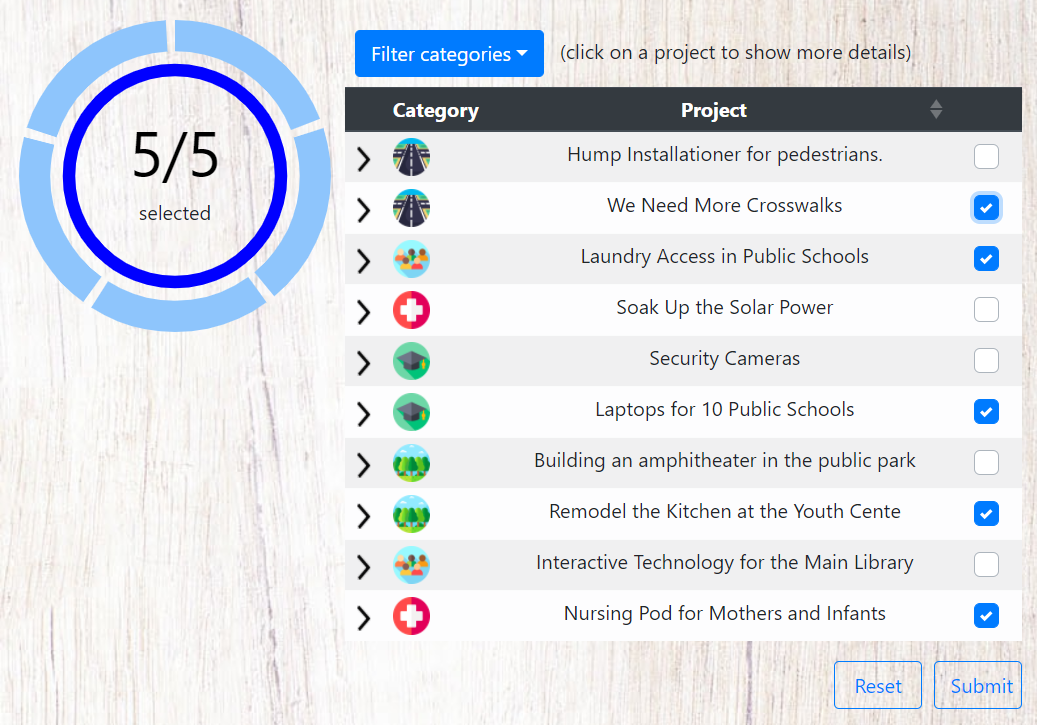 5/5
selected
Filter categories
(click on a project to show more details)
Category Project
Hump Installationer for pedestrians.
We Need More Crosswalks
Laundry Access in Public Schools
Soak Up the Solar Power
Security Cameras
Laptops for 10 Public Schools
Building an amphitheater in the public park
Remodel the Kitchen at the Youth Cente
Interactive Technology for the Main Library
Nursing Pod for Mothers and Infants
Reset Submit